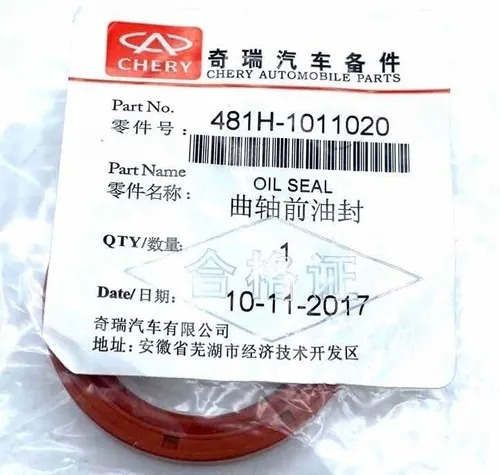 CHERY
奇瑞汽车备件
CHERY AUTOMOBILE PARTS
Part No.
零件号: 481H-1011020
Part Name OIL SEAL
零件名称: 曲轴前油封
QTY/数量: 1
合格证
Date/日期: 10-11-2017
奇瑞汽车有限公司
地址: 安徽省芜湖市经济技术开发区